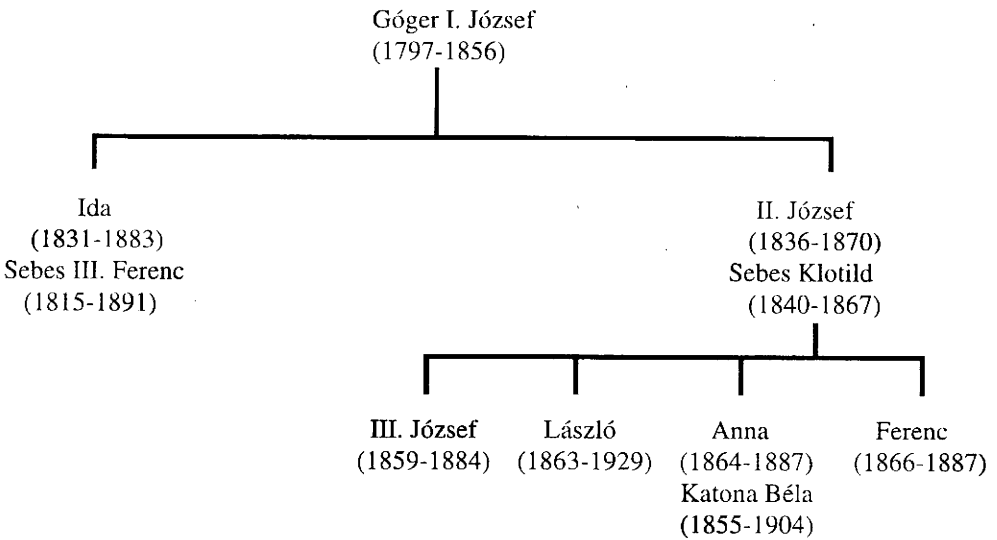 Góger I. József
(1797-1856)
Ida
(1831-1883)
Sebes III. Ferenc
(1815-1891)
II. József
(1836-1870)
Sebes Klotild
(1840-1867)
III. József
(1859-1884)
László
(1863-1929)
Anna
(1864-1887)
Katona Béla
(1855-1904)
Ferenc
(1866-1887)